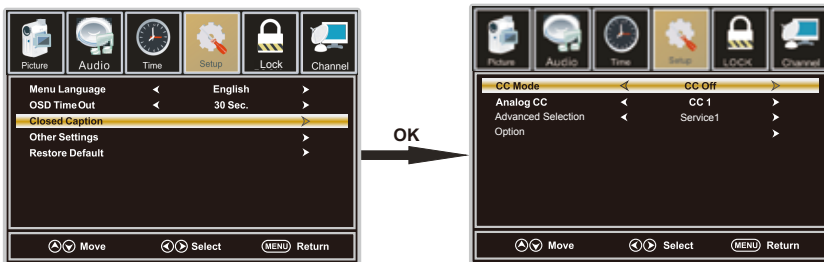 Picture Audio Time Setup Lock Channel
Menu Language English
OSD TimeOut 30 Sec.
Closed Caption
Other Settings
Restore Default
Move Select MENU Return
OK
Picture Audio Time Setup LOCK Channel
CC Mode CC Off
Analog CC CC 1
Advanced Selection Service1
Option
Move Select MENU Return